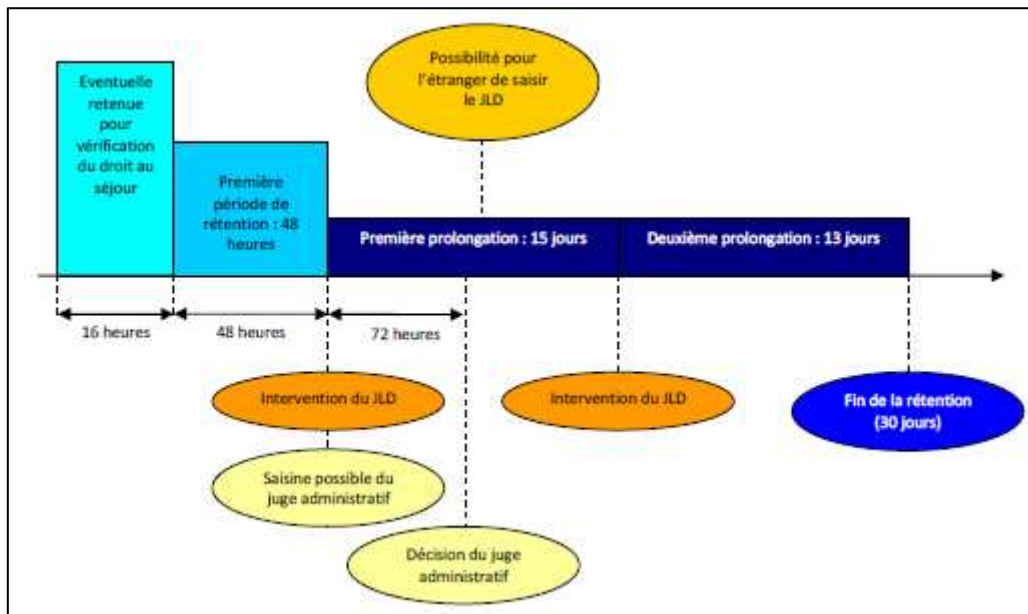 Possibilité pour
l'étranger de saisir
le JLD
Eventuelle
retenue
pour
vérification
du droit au
séjour
Première
période de
rétention : 48
heures
Première prolongation : 15 jours
Deuxième prolongation : 13 jours
16 heures
48 heures
72 heures
Intervention du JLD
Intervention du JLD
Fin de la rétention
(30 jours)
Saisine possible du
juge administratif
Décision du juge
administratif